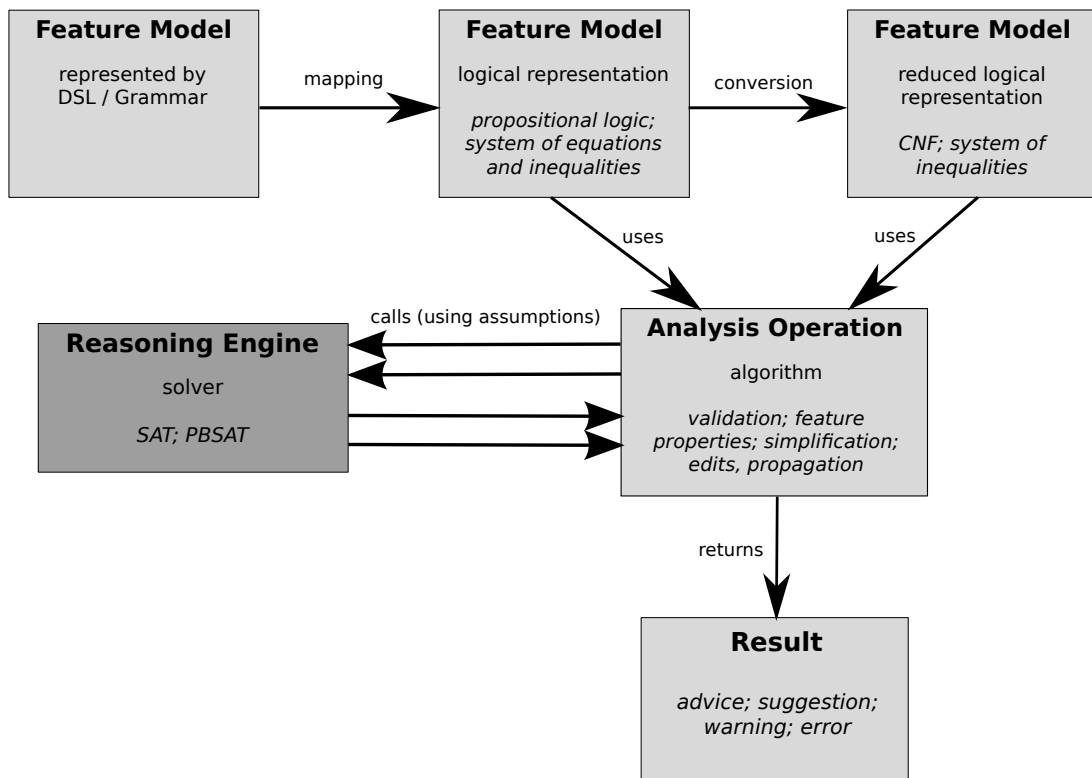 Feature Model
represented by
DSL / Grammar
mapping
Feature Model
logical representation
propositional logic;
system of equations
and inequalities
conversion
Feature Model
reduced logical
representation
CNF; system of
inequalities
uses
uses
Reasoning Engine
solver
SAT; PBSAT
calls (using assumptions)
Analysis Operation
algorithm
validation; feature
properties; simplification;
edits, propagation
returns
Result
advice; suggestion;
warning; error